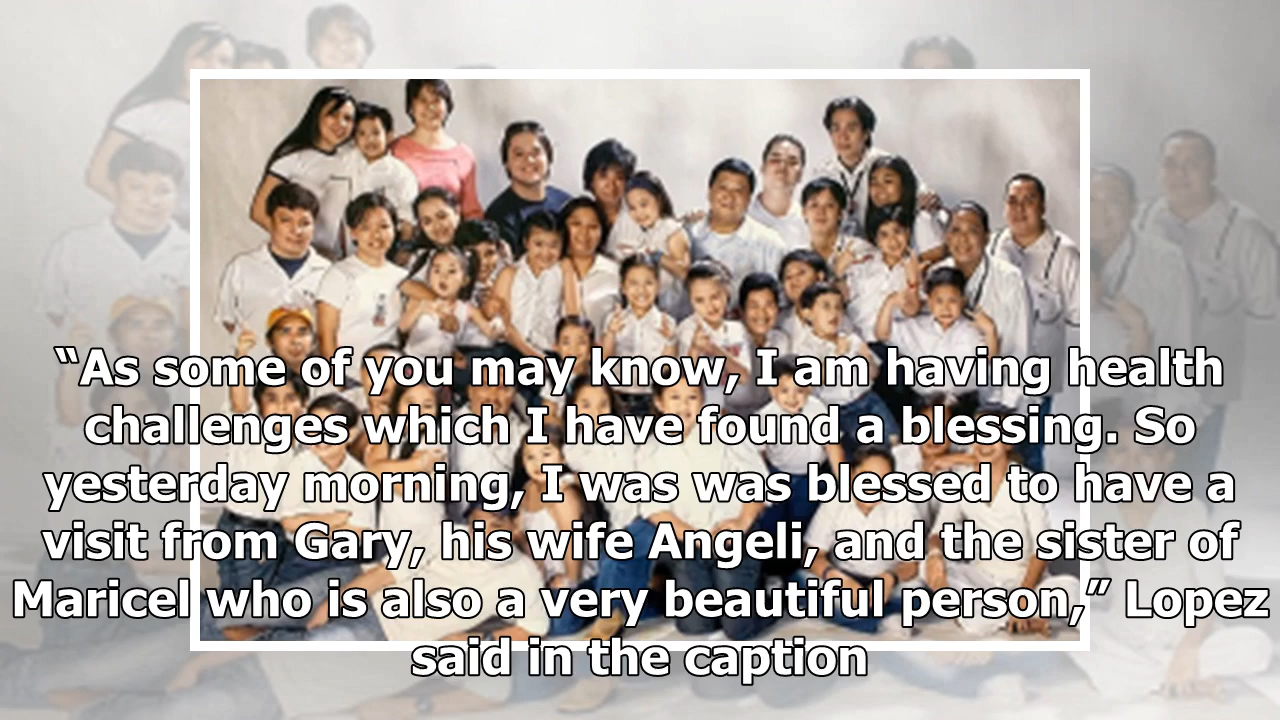 “As some of you may know, I am having health
challenges which I have found a blessing. So
yesterday morning, I was was blessed to have a
visit from Gary, his wife Angeli, and the sister of
Maricel who is also a very beautiful person,” Lopez
said in the caption